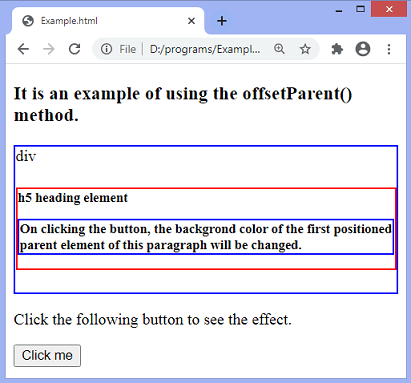 Example.html
File
D:/programs/Exampl...
It is an example of using the offsetParent()
method.
div
h5 heading element
On clicking the button, the backgrond color of the first positioned
parent element of this paragraph will be changed.
Click the following button to see the effect.
Click me